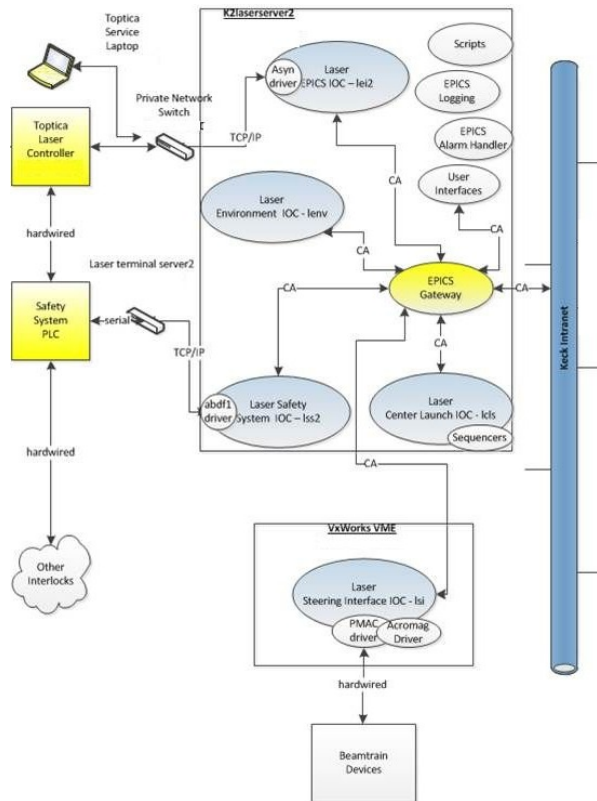 K2laserserver2
Toptica
Service
Laptop
Private Network
Switch
Toptica
Laser
Controller
TCP/IP
Asyn
driver
Laser
EPICS IOC – lei2
Scripts
EPICS
Logging
EPICS
Alarm Handler
User
Interfaces
CA
CA
hardwired
Laser
Environment IOC - lenv
CA
Laser terminal server2
EPICS
Gateway
CA
Keck Intranet
Safety
System
PLC
serial
TCP/IP
CA
CA
abdf1
driver
Laser Safety
System IOC – lss2
Laser
Center Launch IOC - lcls
Sequencers
hardwired
CA
VxWorks VME
Other
Interlocks
Laser
Steering Interface IOC - lsi
PMAC
driver
Acromag
Driver
hardwired
Beamtrain
Devices